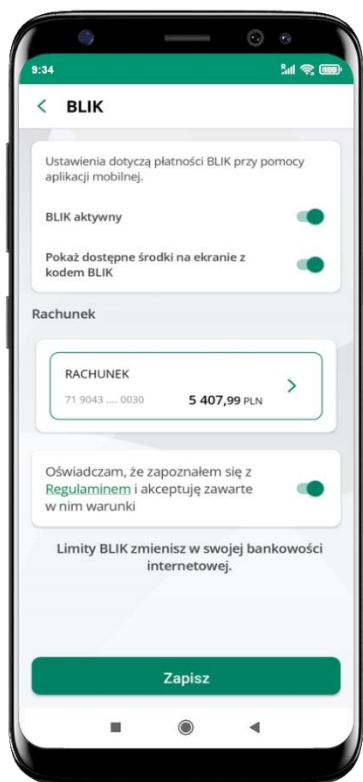 9:34
BLIK
Ustawienia dotyczą płatności BLIK przy pomocy
aplikacji mobilnej.
BLIK aktywny
Pokaż dostępne środki na ekranie z
kodem BLIK
Rachunek
RACHUNEK
71 9043 .... 0030 5 407,99 PLN
Oświadczam, że zapoznałem się z
Regulaminem i akceptuję zawarte
w nim warunki
Limity BLIK zmienisz w swojej bankowości
internetowej.
Zapisz